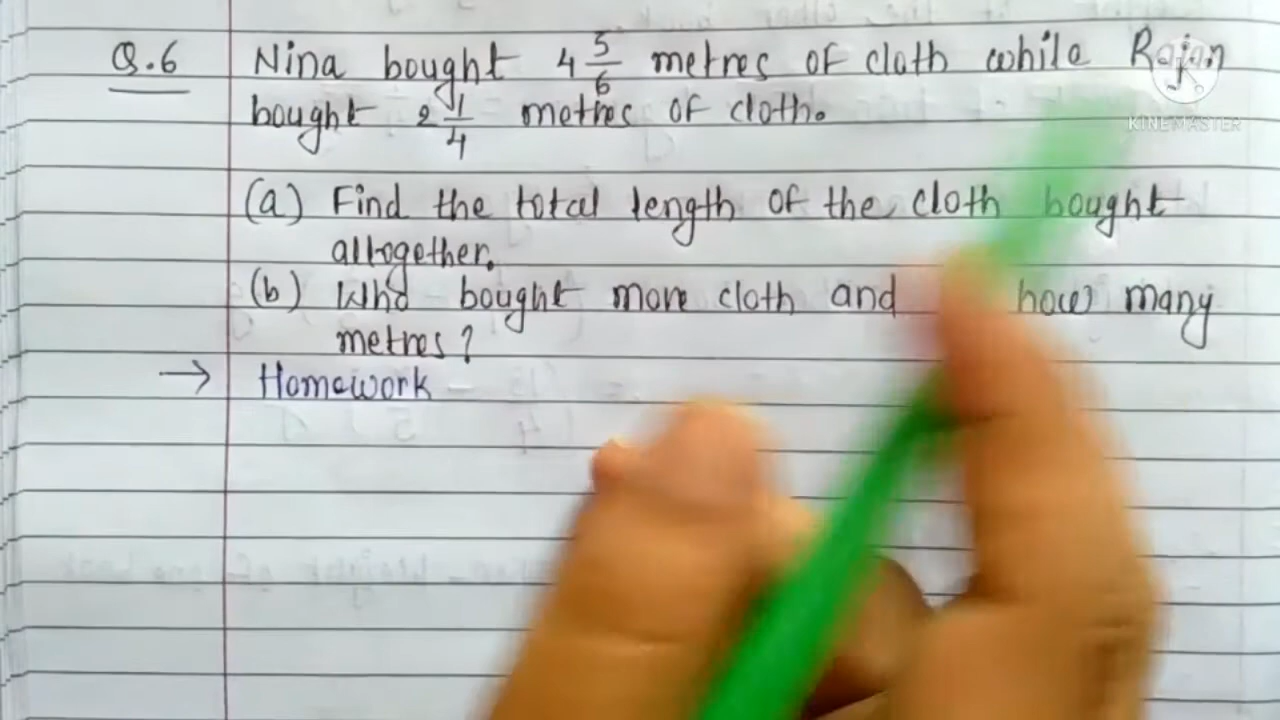 Q.6 Nina bought 4 5/6 metres of cloth while Rajan
bought 2 1/4 metres of cloth.
(a) Find the total length of the cloth bought
altogether.
(b) Who bought more cloth and how many
metres?
→ Homework
KINEMASTER